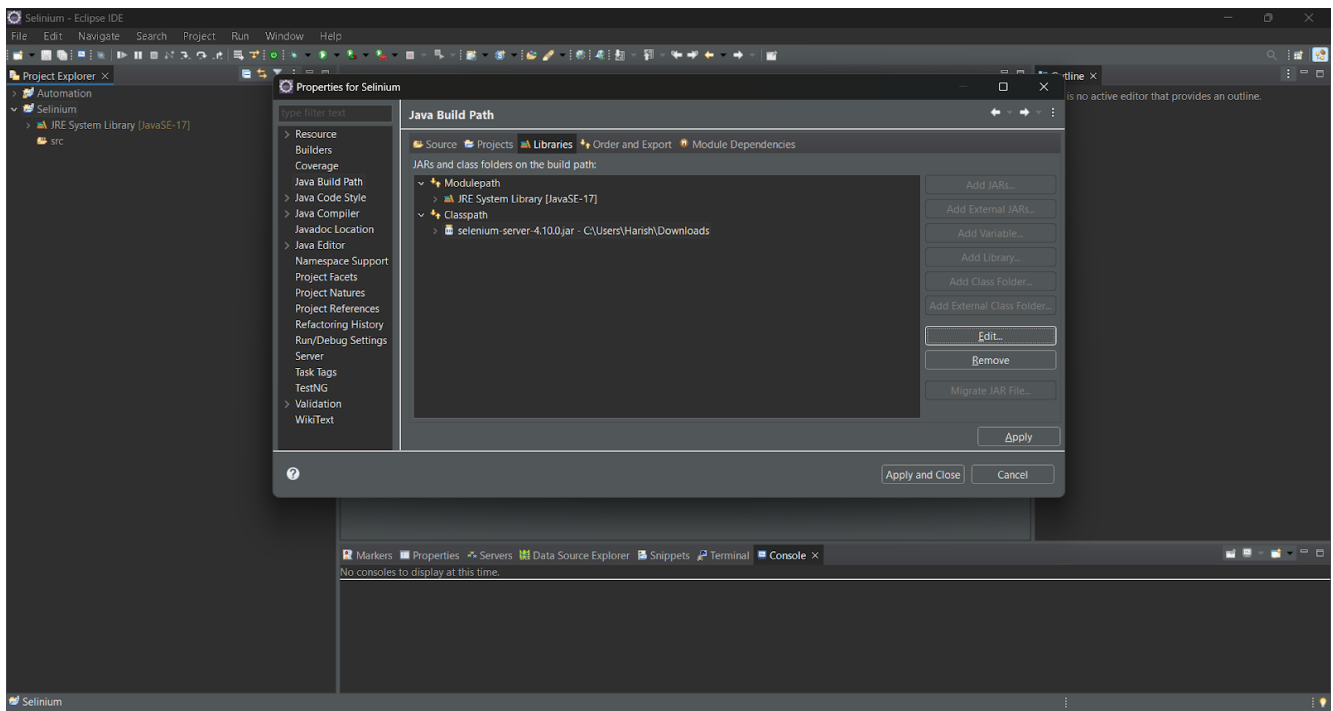 Selinium - Eclipse IDE
File Edit Navigate Search Project Run Window Help
Project Explorer
Automation
Selinium
JRE System Library [JavaSE-17]
src
Properties for Selinium
type filter text
Resource
Builders
Coverage
Java Build Path
Java Code Style
Java Compiler
Javadoc Location
Java Editor
Namespace Support
Project Facets
Project Natures
Project References
Refactoring History
Run/Debug Settings
Server
Task Tags
TestNG
Validation
WikiText
Java Build Path
Source Projects Libraries Order and Export Module Dependencies
JARs and class folders on the build path:
Modulepath
JRE System Library [JavaSE-17]
Classpath
selenium-server-4.10.0.jar - C:\Users\Harish\Downloads
Add JARs...
Add External JARs...
Add Variable...
Add Library...
Add Class Folder...
Add External Class Folder...
Edit...
Remove
Migrate JAR File...
Apply
Apply and Close Cancel
tline
is no active editor that provides an outline.
Markers Properties Servers Data Source Explorer Snippets Terminal Console
No consoles to display at this time.
Selinium